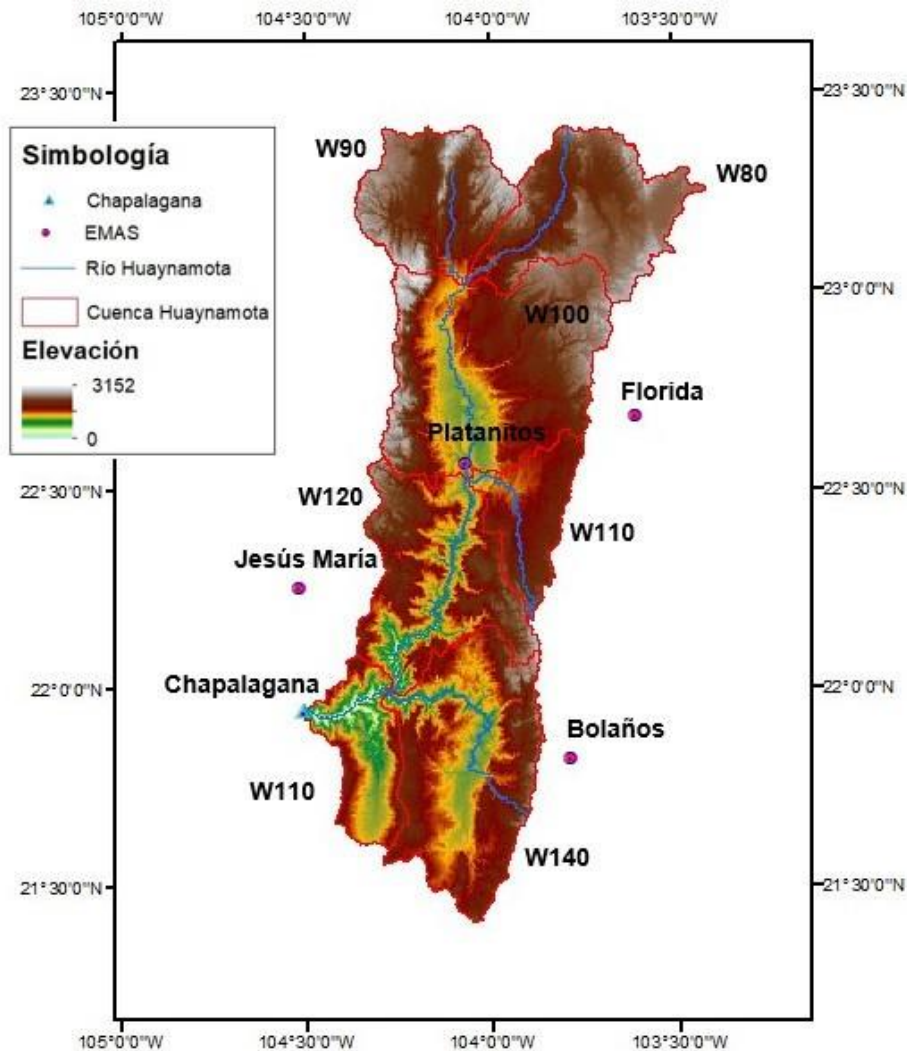 105°0'0"W 104°30'0"W 104°0'0"W 103°30'0"W
23°30'0"N 23°30'0"N
Simbología
Chapalagana
EMAS
Río Huaynamota
Cuenca Huaynamota
Elevación
3152
0
W90
W80
23°0'0"N
W100
Florida
Platanitos
22°30'0"N 22°30'0"N
W120
W110
Jesús María
Chapalagana
22°0'0"N 22°0'0"N
Bolaños
W110
W140
21°30'0"N 21°30'0"N
105°0'0"W 104°30'0"W 104°0'0"W 103°30'0"W